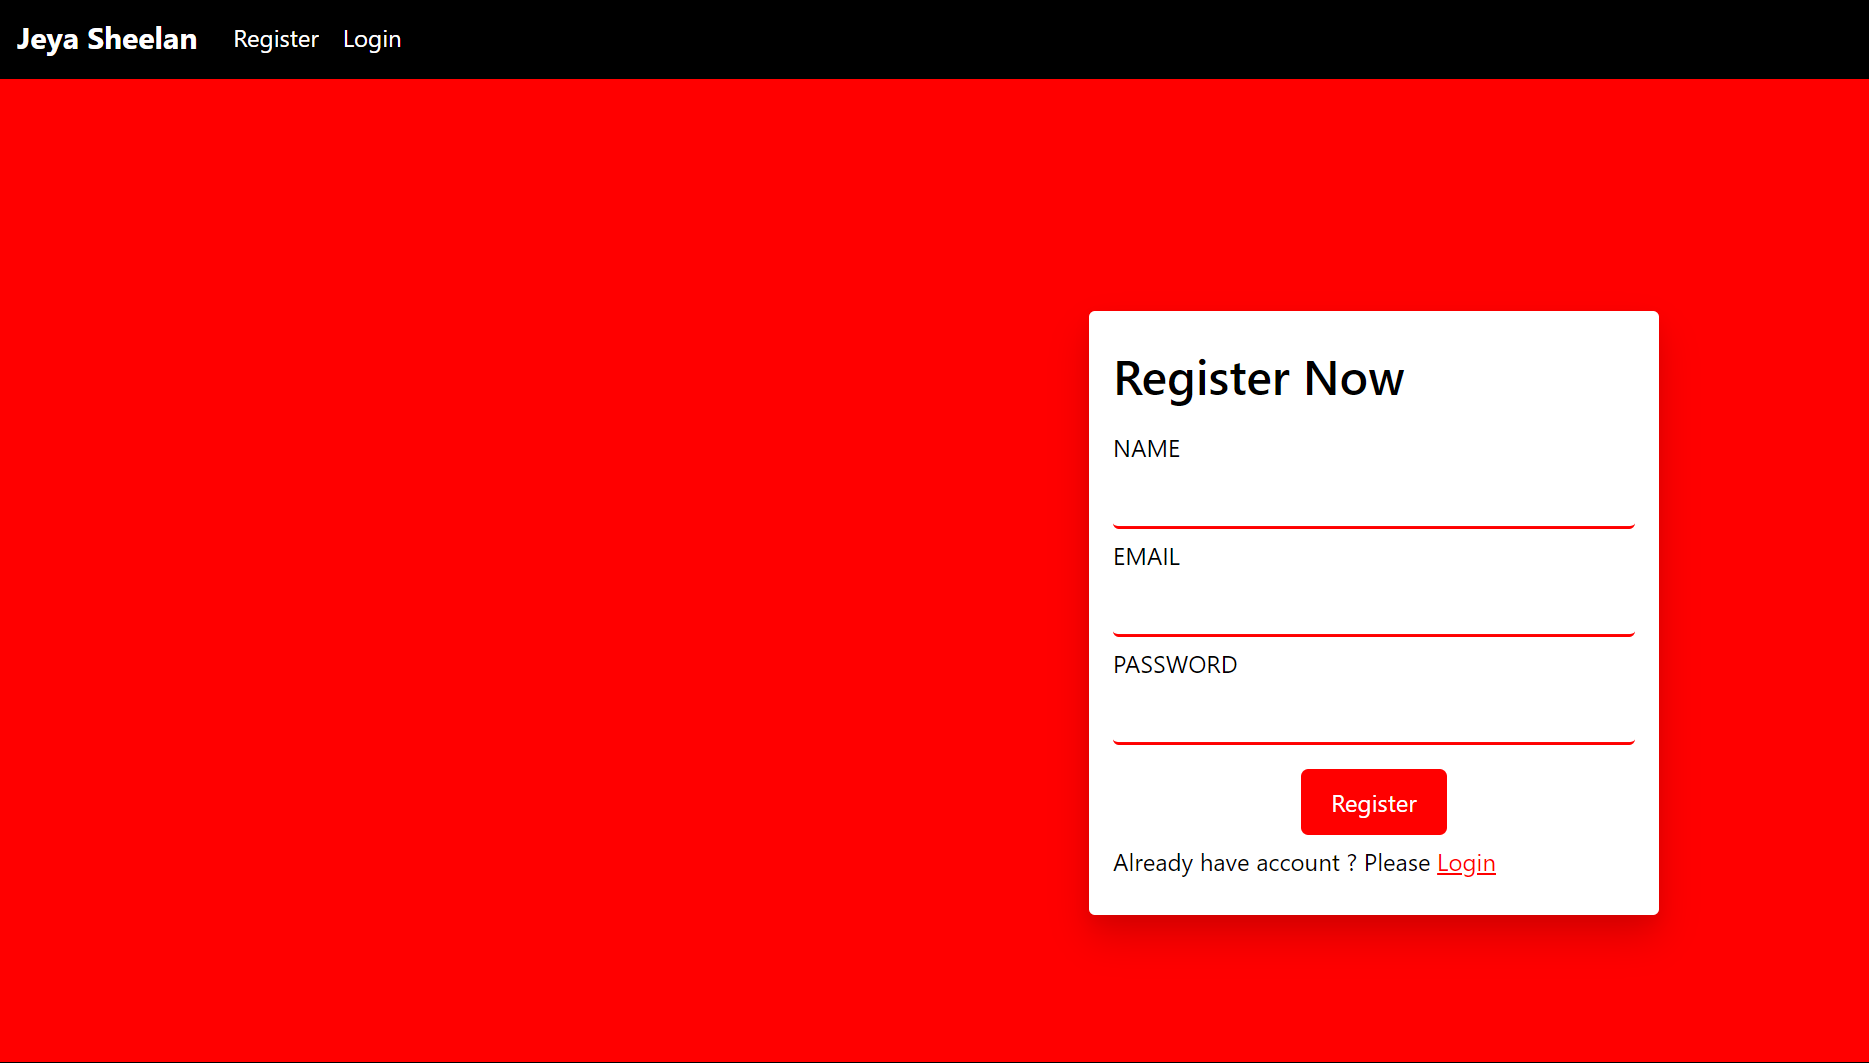 Jeya Sheelan Register Login
Register Now
NAME
EMAIL
PASSWORD
Register
Already have account ? Please Login